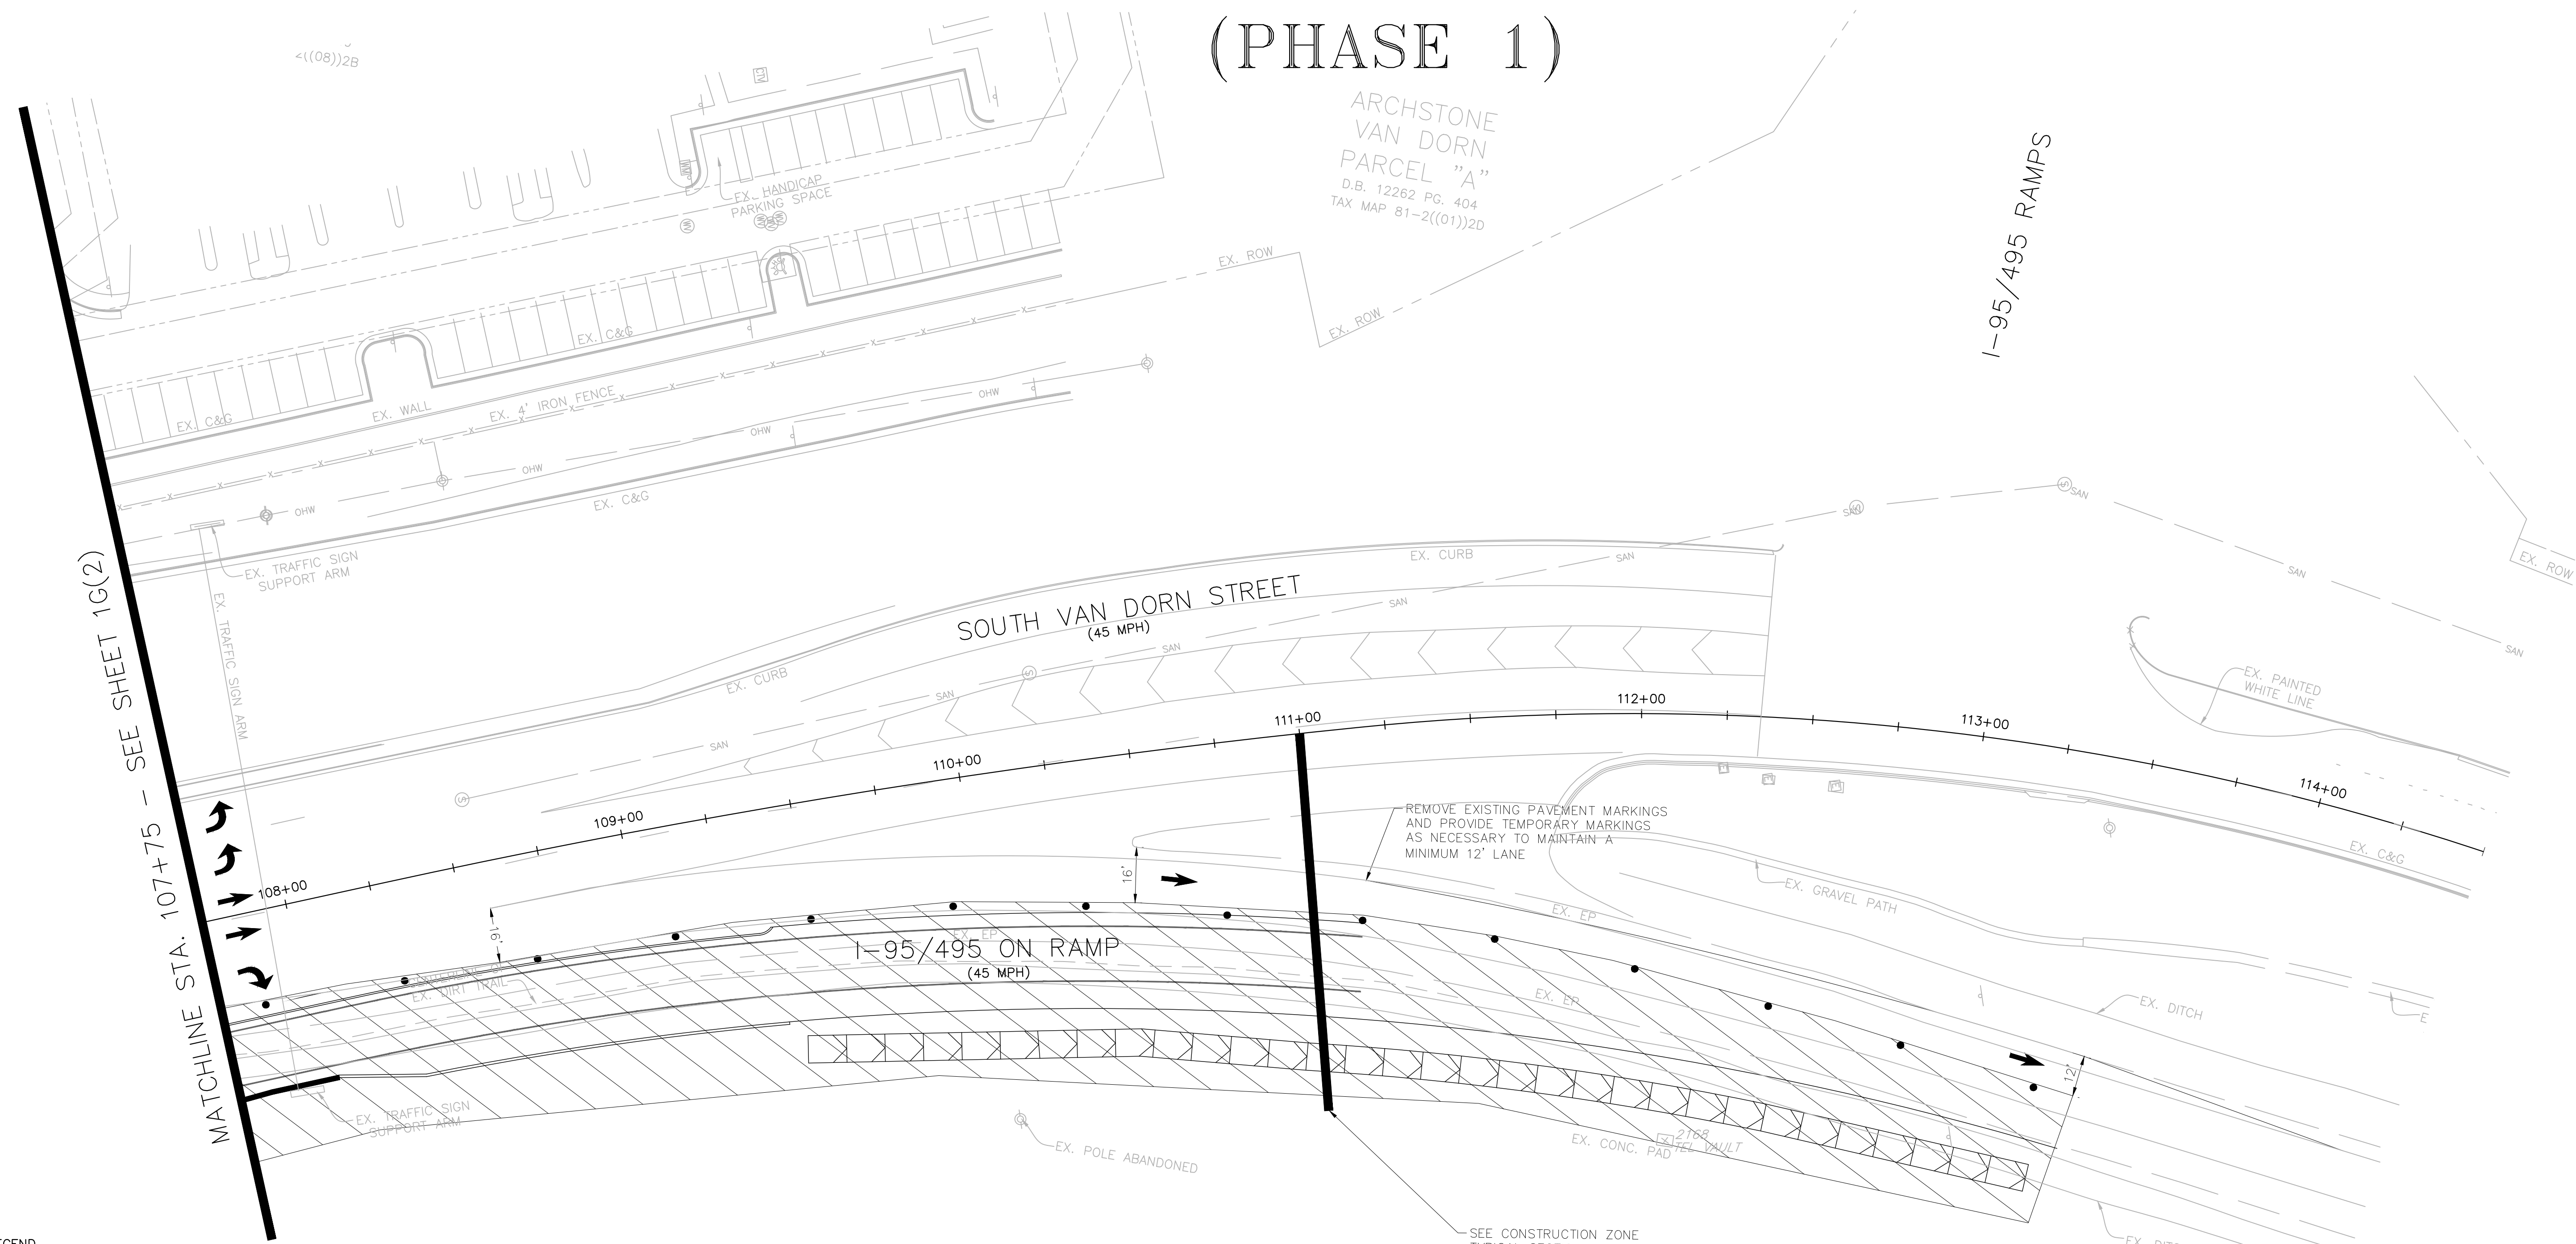 (PHASE 1)
<((08))2B
CTV
ARCHSTONE
VAN DORN
PARCEL "A"
D.B. 12262 PG. 404
TAX MAP 81-2((01))2D
I-95/495 RAMPS
WM
EX. HANDICAP
PARKING SPACE
EX. ROW
EX. ROW
EX. C&G
EX. C&G
EX. WALL
EX. 4' IRON FENCE
OHW
OHW
OHW
OHW
EX. C&G
EX. TRAFFIC SIGN
SUPPORT ARM
EX. TRAFFIC SIGN ARM
MATCHLINE STA. 107+75 - SEE SHEET 1G(2)
EX. CURB
SAN
SAN
SAN
SAN
SAN
SAN
SAN
SAN
EX. ROW
SOUTH VAN DORN STREET
(45 MPH)
EX. CURB
SAN
EX. PAINTED
WHITE LINE
108+00
109+00
110+00
111+00
112+00
113+00
114+00
REMOVE EXISTING PAVEMENT MARKINGS
AND PROVIDE TEMPORARY MARKINGS
AS NECESSARY TO MAINTAIN A
MINIMUM 12' LANE
EX. C&G
EX. GRAVEL PATH
16'
16'
EX. EP
EX. EP
I-95/495 ON RAMP
(45 MPH)
EX. DIRT TRAIL
EX. EP
EX. DITCH
E
12'
EX. TRAFFIC SIGN
SUPPORT ARM
EX. POLE ABANDONED
EX. CONC. PAD
2168
TEL VAULT
SEE CONSTRUCTION ZONE